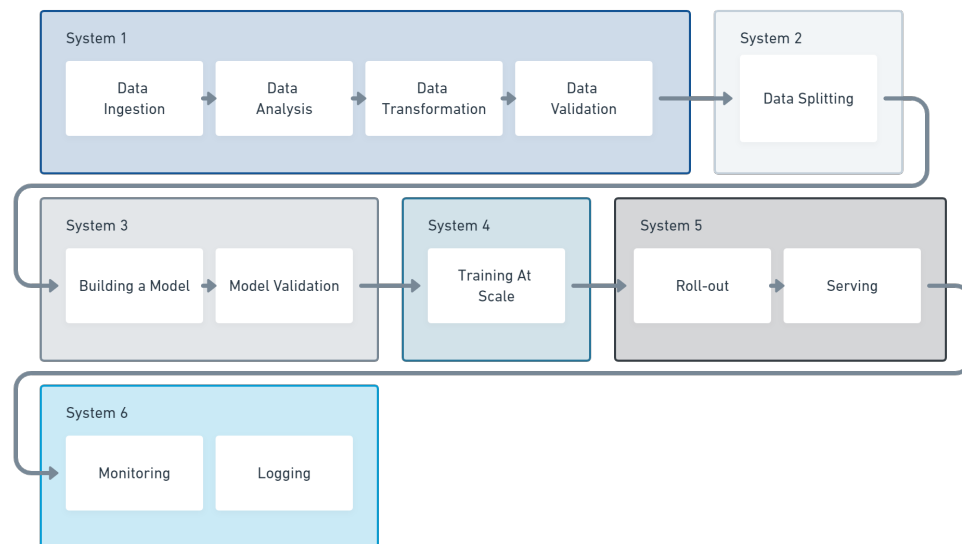 System 1
Data
Ingestion
Data
Analysis
Data
Transformation
Data
Validation
System 2
Data Splitting
System 3
Building a Model
Model Validation
System 4
Training At
Scale
System 5
Roll-out
Serving
System 6
Monitoring
Logging